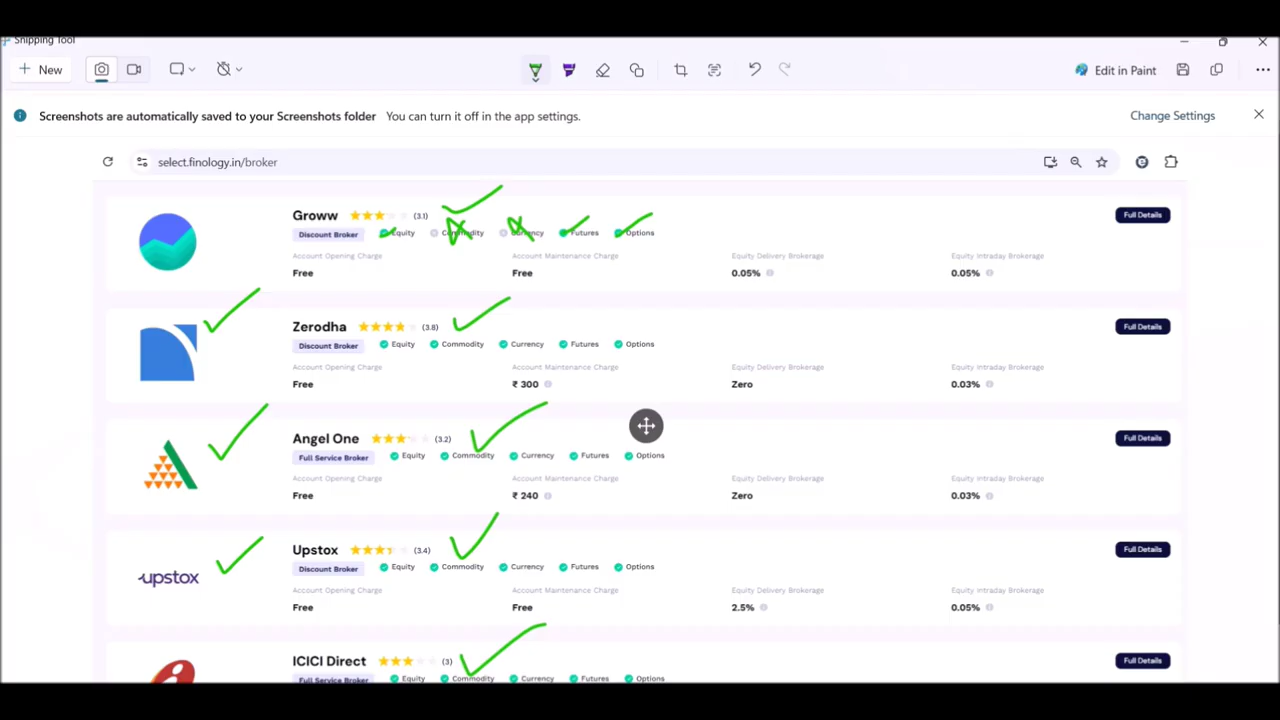 Snipping Tool
New
Edit in Paint
Screenshots are automatically saved to your Screenshots folder You can turn it off in the app settings.
Change Settings
select.finology.in/broker
Groww (3.1)
Full Details
Discount Broker Equity Commodity Currency Futures Options
Account Opening Charge Account Maintenance Charge Equity Delivery Brokerage Equity Intraday Brokerage
Free Free 0.05% 0.05%
Zerodha (3.8)
Full Details
Discount Broker Equity Commodity Currency Futures Options
Account Opening Charge Account Maintenance Charge Equity Delivery Brokerage Equity Intraday Brokerage
Free ₹ 300 Zero 0.03%
Angel One (3.2)
Full Details
Full Service Broker Equity Commodity Currency Futures Options
Account Opening Charge Account Maintenance Charge Equity Delivery Brokerage Equity Intraday Brokerage
Free ₹ 240 Zero 0.03%
Upstox (3.4)
Full Details
upstox
Discount Broker Equity Commodity Currency Futures Options
Account Opening Charge Account Maintenance Charge Equity Delivery Brokerage Equity Intraday Brokerage
Free Free 2.5% 0.05%
ICICI Direct (3)
Full Details
Full Service Broker Equity Commodity Currency Futures Options